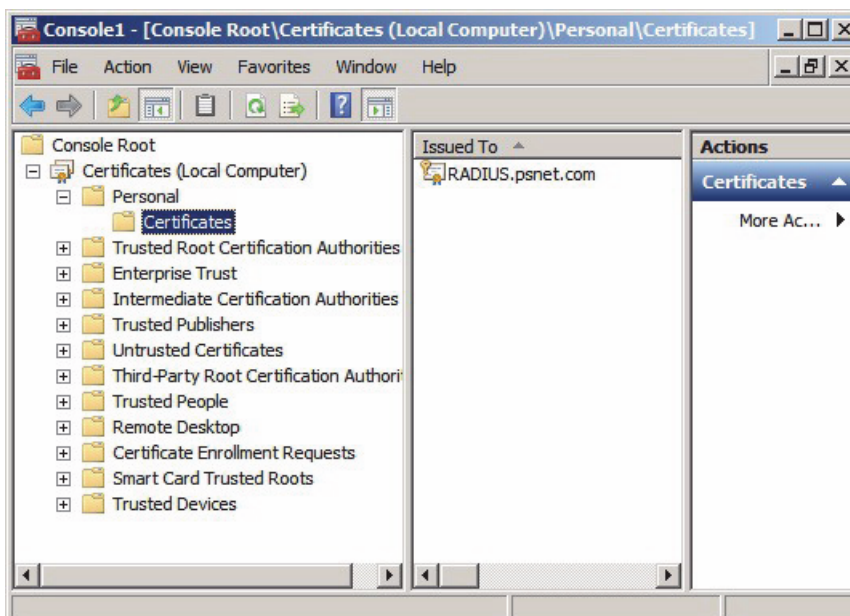 Console1 - [Console Root\Certificates (Local Computer)\Personal\Certificates]
File Action View Favorites Window Help
Console Root
Certificates (Local Computer)
Personal
Certificates
Trusted Root Certification Authorities
Enterprise Trust
Intermediate Certification Authorities
Trusted Publishers
Untrusted Certificates
Third-Party Root Certification Authori
Trusted People
Remote Desktop
Certificate Enrollment Requests
Smart Card Trusted Roots
Trusted Devices
Issued To
RADIUS.psnet.com
Actions
Certificates
More Ac...